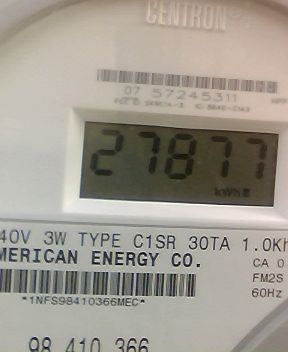 CENTRON®
07 57245311
27877
kWh
40V 3W TYPE C1SR 30TA 1.0Kh
MERICAN ENERGY CO.
CA 0
FM2S
60Hz
*1NFS98410366MEC*
98 410 366